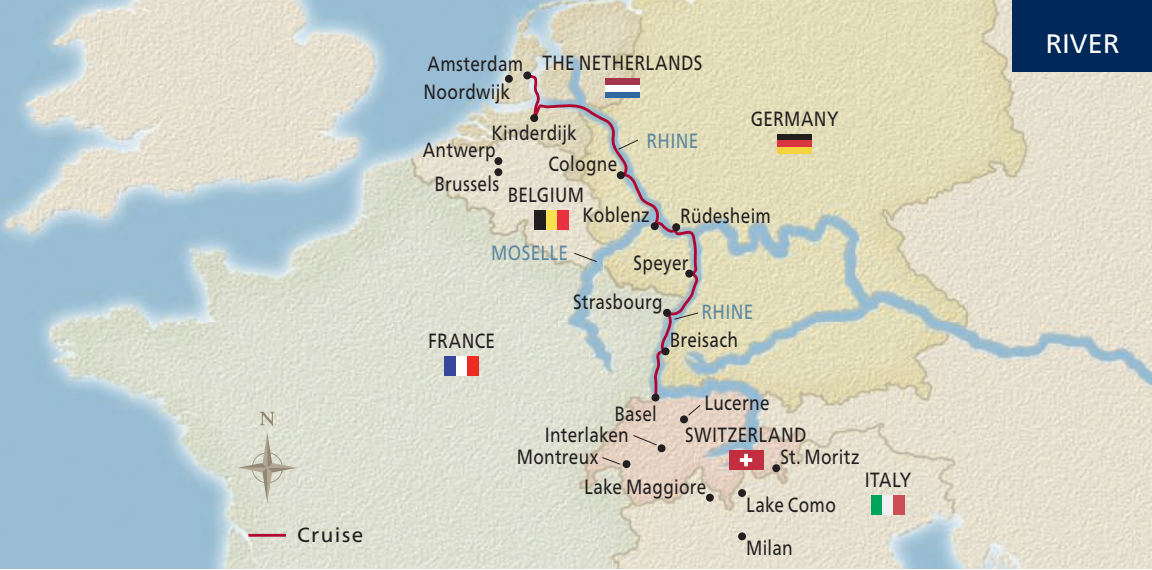 RIVER
Amsterdam
THE NETHERLANDS
Noordwijk
GERMANY
Kinderdijk
RHINE
Antwerp
Cologne
Brussels
BELGIUM
Koblenz
Rüdesheim
MOSELLE
Speyer
Strasbourg
RHINE
FRANCE
Breisach
Basel
Lucerne
N
Interlaken
SWITZERLAND
Montreux
St. Moritz
Lake Maggiore
ITALY
Lake Como
Cruise
Milan